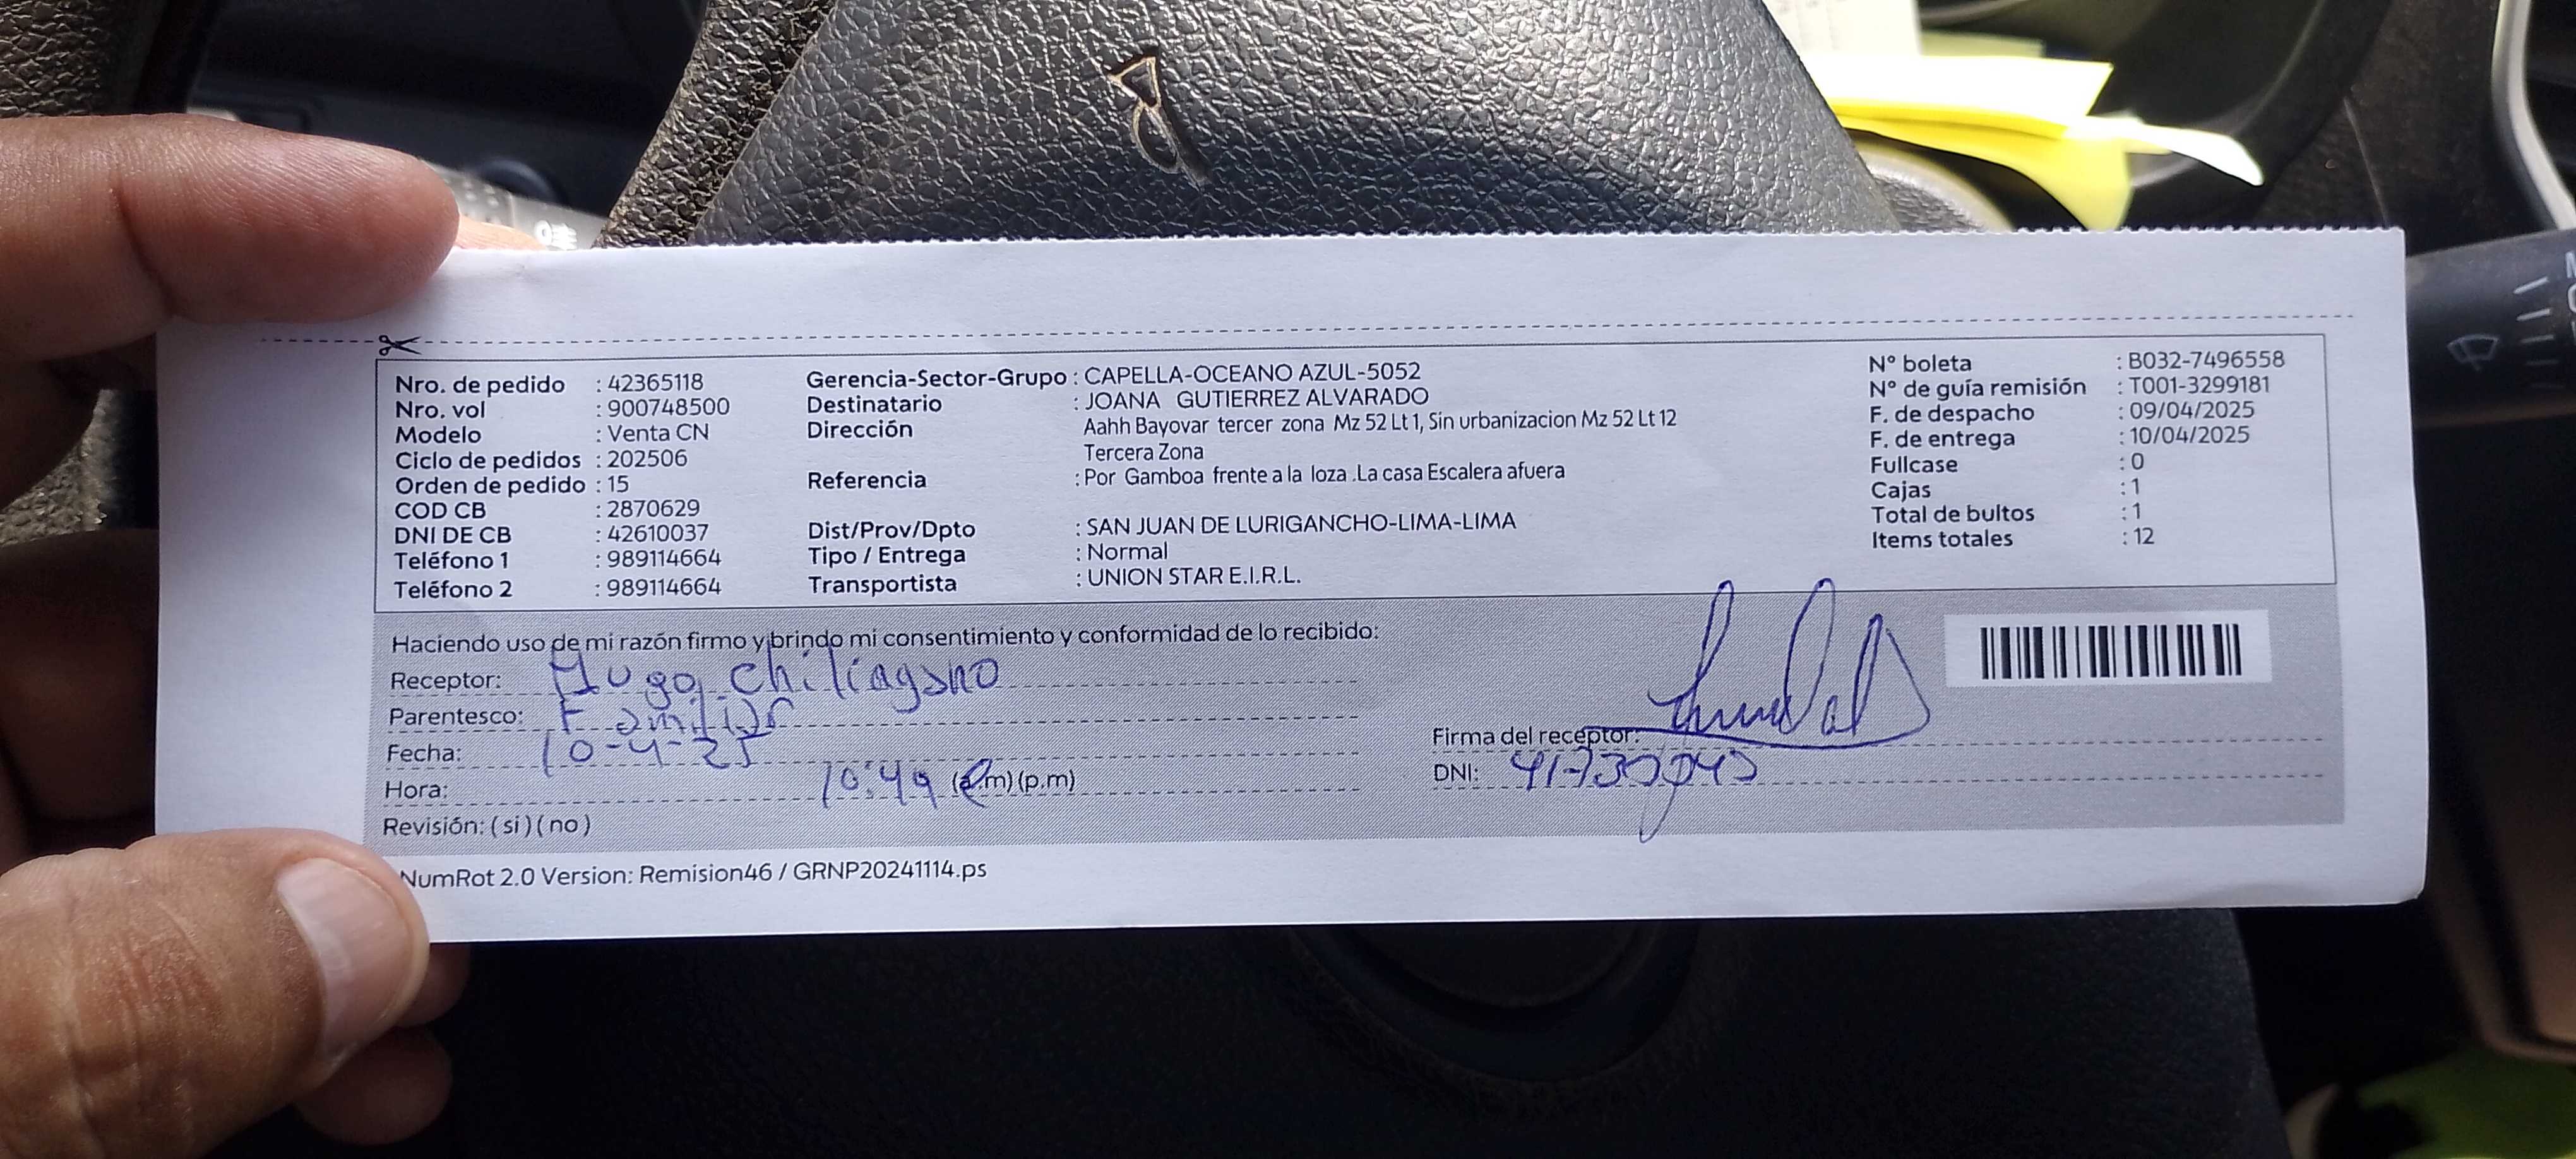 Nro. de pedido : 42365118
Nro. vol : 900748500
Modelo : Venta CN
Ciclo de pedidos : 202506
Orden de pedido : 15
COD CB : 2870629
DNI DE CB : 42610037
Teléfono 1 : 989114664
Teléfono 2 : 989114664
Gerencia-Sector-Grupo : CAPELLA-OCEANO AZUL-5052
Destinatario : JOANA GUTIERREZ ALVARADO
Dirección Aahh Bayovar tercer zona Mz 52 Lt 1, Sin urbanizacion Mz 52 Lt 12
Tercera Zona
Referencia : Por Gamboa frente a la loza .La casa Escalera afuera
Dist/Prov/Dpto : SAN JUAN DE LURIGANCHO-LIMA-LIMA
Tipo / Entrega : Normal
Transportista : UNION STAR E.I.R.L.
N° boleta : B032-7496558
N° de guía remisión : T001-3299181
F. de despacho : 09/04/2025
F. de entrega : 10/04/2025
Fullcase : 0
Cajas : 1
Total de bultos : 1
Items totales : 12
Haciendo uso de mi razón firmo y brindo mi consentimiento y conformidad de lo recibido:
Receptor: Hugo
Parentesco: Familiar
Fecha: 10-4-25
Hora: 10:49 (a.m) (p.m)
Revisión: ( si ) ( no )
Firma del receptor:
DNI:
NumRot 2.0 Version: Remision46 / GRNP20241114.ps